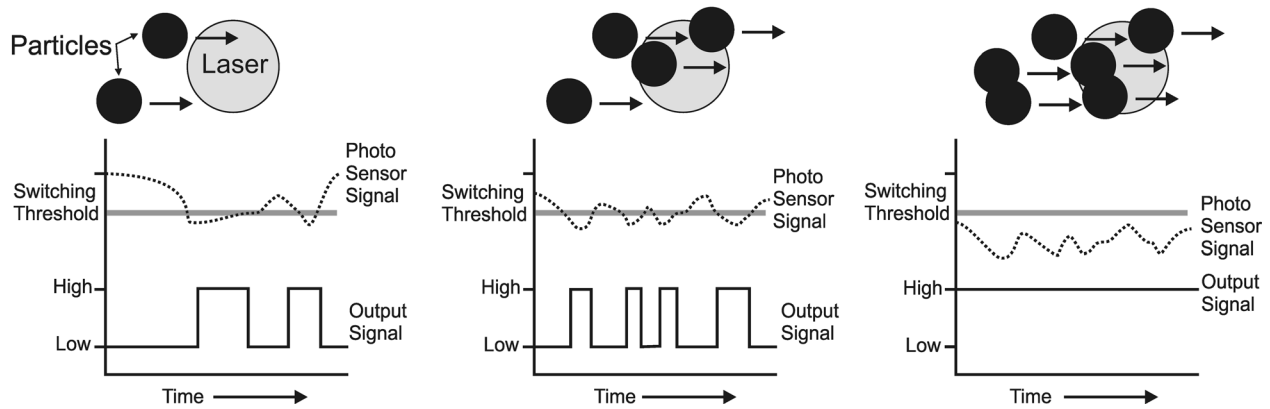 Particles
Laser
Photo
Sensor
Signal
Switching
Threshold
High
Output
Signal
Low
Time
Photo
Sensor
Signal
Switching
Threshold
High
Output
Signal
Low
Time
Switching
Threshold
Photo
Sensor
Signal
High
Output
Signal
Low
Time